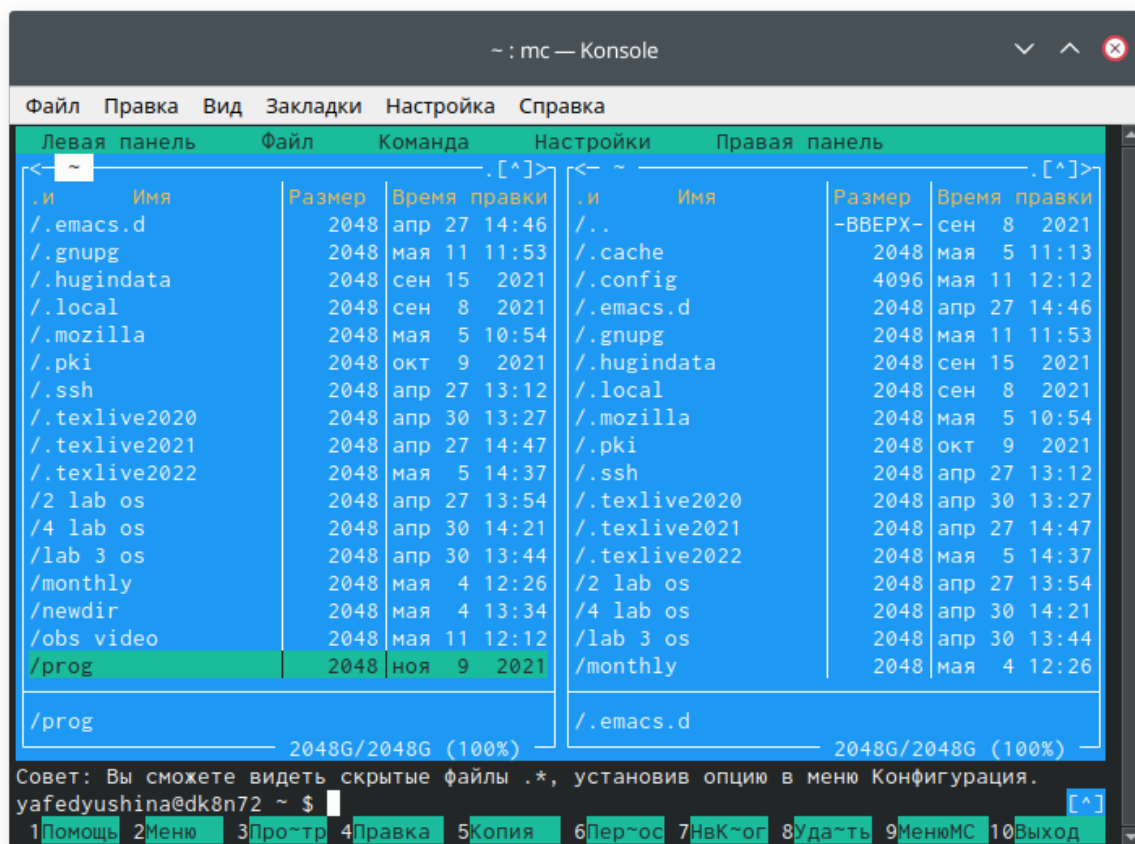 ~ : mc — Konsole
Файл Правка Вид Закладки Настройка Справка
Левая панель Файл Команда Настройки Правая панель
<— ~ .[^]> <— ~ .[^]>
.и Имя Размер Время правки .и Имя Размер Время правки
/.emacs.d 2048 апр 27 14:46 /.. -ВВЕРХ- сен 8 2021
/.gnupg 2048 мая 11 11:53 /.cache 2048 мая 5 11:13
/.hugindata 2048 сен 15 2021 /.config 4096 мая 11 12:12
/.local 2048 сен 8 2021 /.emacs.d 2048 апр 27 14:46
/.mozilla 2048 мая 5 10:54 /.gnupg 2048 мая 11 11:53
/.pki 2048 окт 9 2021 /.hugindata 2048 сен 15 2021
/.ssh 2048 апр 27 13:12 /.local 2048 сен 8 2021
/.texlive2020 2048 апр 30 13:27 /.mozilla 2048 мая 5 10:54
/.texlive2021 2048 апр 27 14:47 /.pki 2048 окт 9 2021
/.texlive2022 2048 мая 5 14:37 /.ssh 2048 апр 27 13:12
/2 lab os 2048 апр 27 13:54 /.texlive2020 2048 апр 30 13:27
/4 lab os 2048 апр 30 14:21 /.texlive2021 2048 апр 27 14:47
/lab 3 os 2048 апр 30 13:44 /.texlive2022 2048 мая 5 14:37
/monthly 2048 мая 4 12:26 /2 lab os 2048 апр 27 13:54
/newdir 2048 мая 4 13:34 /4 lab os 2048 апр 30 14:21
/obs video 2048 мая 11 12:12 /lab 3 os 2048 апр 30 13:44
/prog 2048 ноя 9 2021 /monthly 2048 мая 4 12:26
/prog /.emacs.d
2048G/2048G (100%) 2048G/2048G (100%)
Совет: Вы сможете видеть скрытые файлы .*, установив опцию в меню Конфигурация.
yafedyushina@dk8n72 ~ $ [^]
1Помощь 2Меню 3Про~тр 4Правка 5Копия 6Пер~ос 7НвК~ог 8Уда~ть 9МенюMC 10Выход